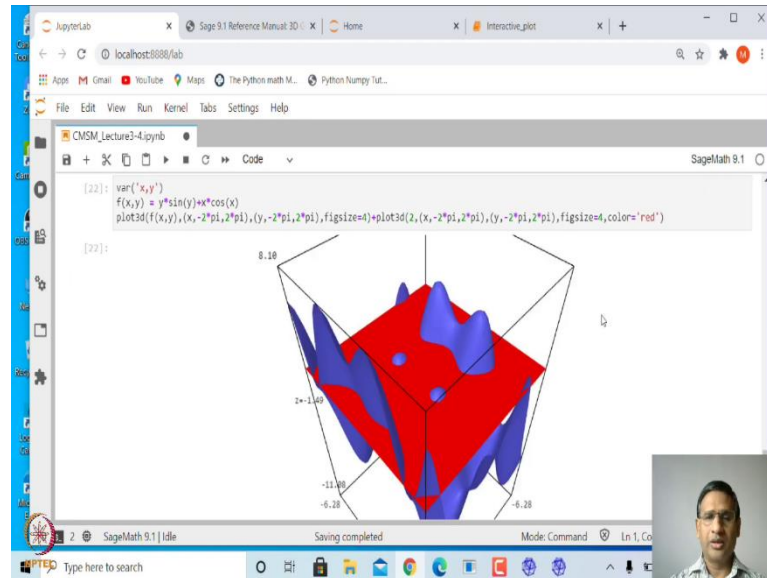 JupyterLab
Sage 9.1 Reference Manual: 3D G
Home
Interactive_plot
localhost:8888/lab
Apps Gmail YouTube Maps The Python math M... Python Numpy Tut...
File Edit View Run Kernel Tabs Settings Help
CMSM_Lecture3-4.ipynb
Code
SageMath 9.1
[22]: var('x,y')
f(x,y) = y*sin(y)+x*cos(x)
plot3d(f(x,y),(x,-2*pi,2*pi),(y,-2*pi,2*pi),figsize=4)+plot3d(2,(x,-2*pi,2*pi),(y,-2*pi,2*pi),figsize=4,color='red')
[22]:
8.10
z=-1.49
-6.28
-6.28
2 SageMath 9.1 | Idle Saving completed Mode: Command Ln 1, Co
Type here to search